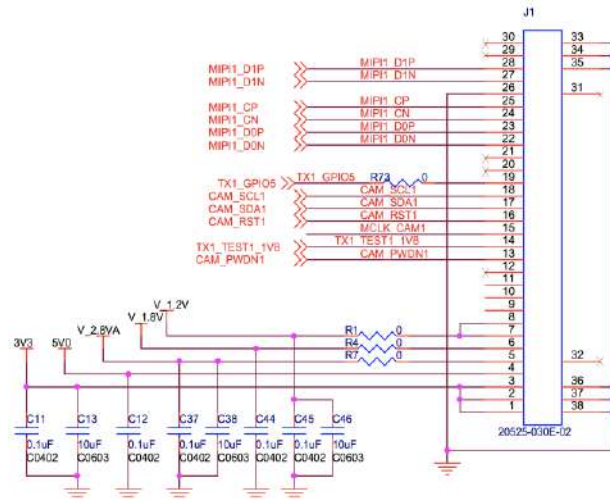 J1
30
33
29
34
MIPI1_D1P
MIPI1_D1P
28
35
MIPI1_D1N
MIPI1_D1N
27
26
31
MIPI1_CP
MIPI1_CP
25
MIPI1_CN
MIPI1_CN
24
MIPI1_D0P
MIPI1_D0P
23
MIPI1_D0N
MIPI1_D0N
22
21
20
TX1_GPIO5
TX1_GPIO5
R73
0
19
CAM_SCL1
CAM_SCL1
18
CAM_SDA1
CAM_SDA1
17
CAM_RST1
CAM_RST1
16
MCLK_CAM1
15
TX1_TEST1_1V8
TX1_TEST1_1V8
14
CAM_PWDN1
CAM_PWDN1
13
12
11
10
9
8
V_1.2V
V_1.8V
V_2.8VA
3V3
5V0
R1
0
7
R4
0
6
R7
0
5
32
4
3
36
2
37
1
38
20525-030E-02
C11
C13
C12
C37
C38
C44
C45
C46
0.1uF
10uF
0.1uF
0.1uF
10uF
0.1uF
0.1uF
10uF
C0402
C0603
C0402
C0402
C0603
C0402
C0402
C0603